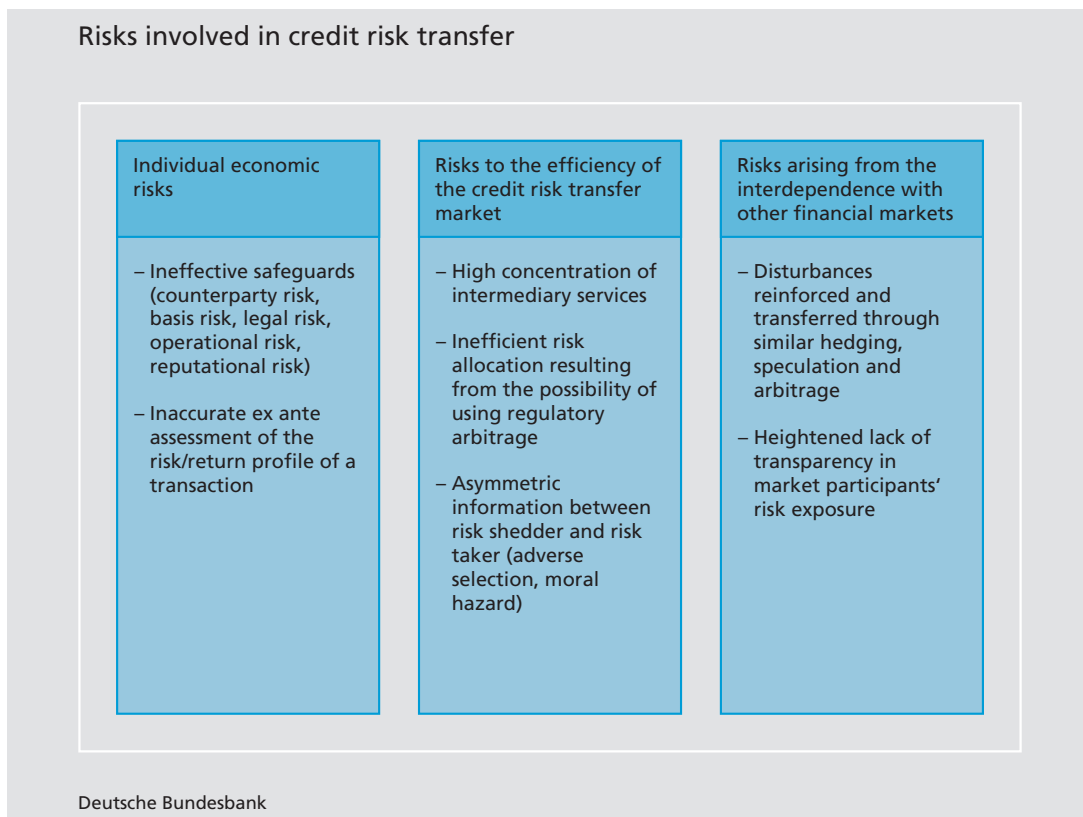 Risks involved in credit risk transfer
Individual economic
risks
– Ineffective safeguards
(counterparty risk,
basis risk, legal risk,
operational risk,
reputational risk)
– Inaccurate ex ante
assessment of the
risk/return profile of a
transaction
Risks to the efficiency of
the credit risk transfer
market
– High concentration of
intermediary services
– Inefficient risk
allocation resulting
from the possibility of
using regulatory
arbitrage
– Asymmetric
information between
risk shedder and risk
taker (adverse
selection, moral
hazard)
Risks arising from the
interdependence with
other financial markets
– Disturbances
reinforced and
transferred through
similar hedging,
speculation and
arbitrage
– Heightened lack of
transparency in
market participants‘
risk exposure
Deutsche Bundesbank